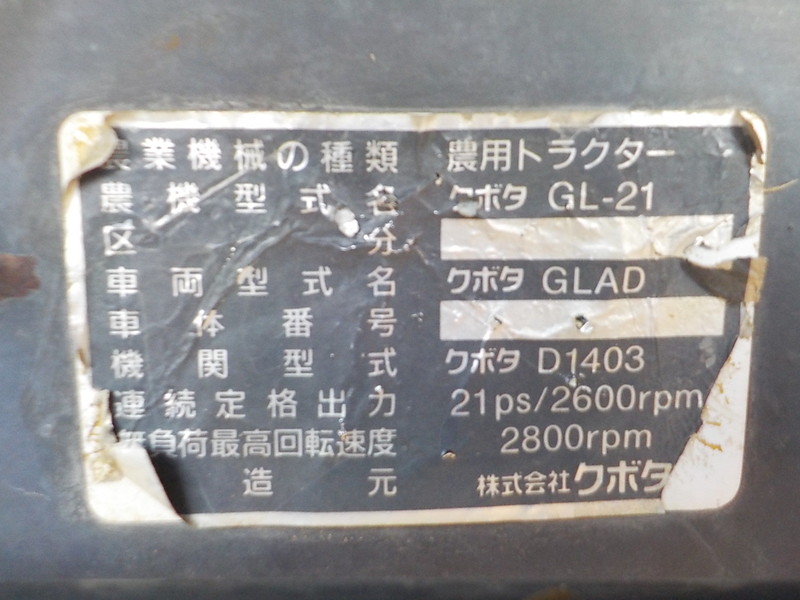 農業機械の種類 農用トラクター
農機型式名 クボタ GL-21
区分
車両型式名 クボタ GLAD
車体番号
機関型式 クボタ D1403
連続定格出力 21ps/2600rpm
無負荷最高回転速度 2800rpm
造元 株式会社クボタ